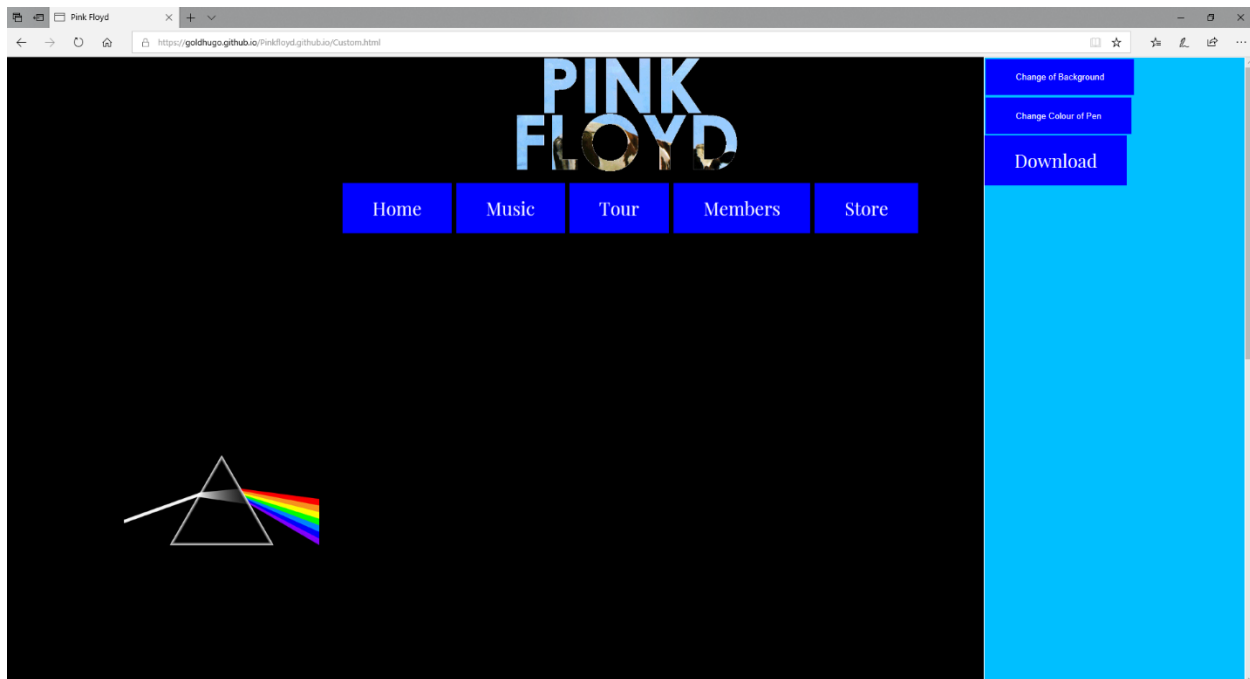 Pink Floyd
https://goldhugo.github.io/Pinkfloyd.github.io/Custom.html
PINK
FLOYD
Home Music Tour Members Store
Change of Background
Change Colour of Pen
Download